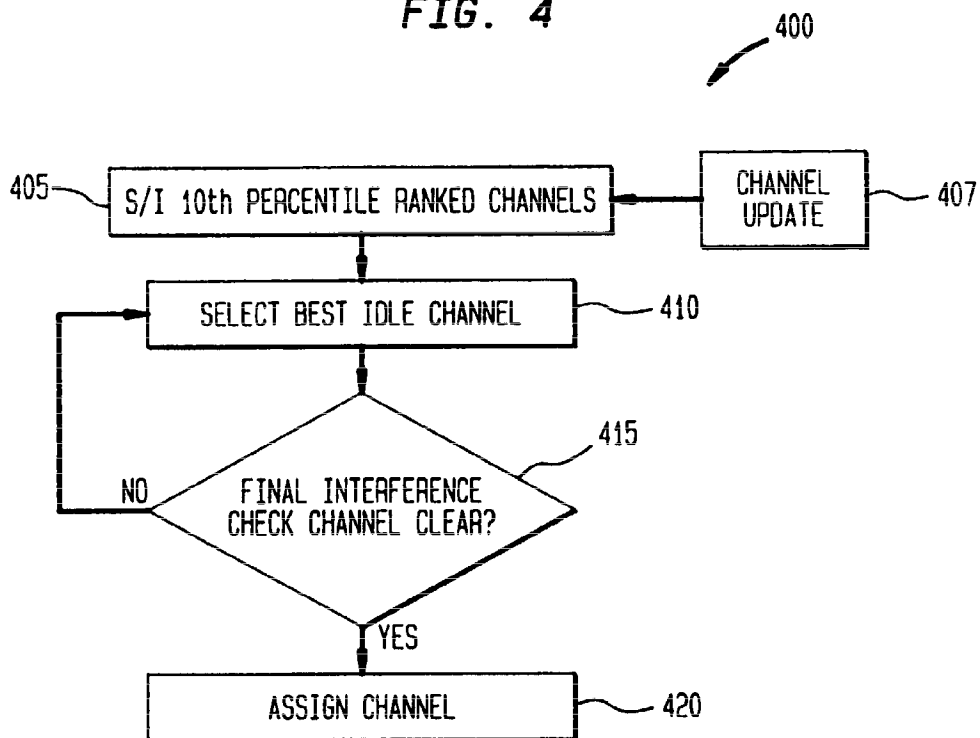 FIG. 4
400
405
S/I 10th PERCENTILE RANKED CHANNELS
CHANNEL
UPDATE
407
SELECT BEST IDLE CHANNEL
410
415
NO
FINAL INTERFERENCE
CHECK CHANNEL CLEAR?
YES
ASSIGN CHANNEL
420